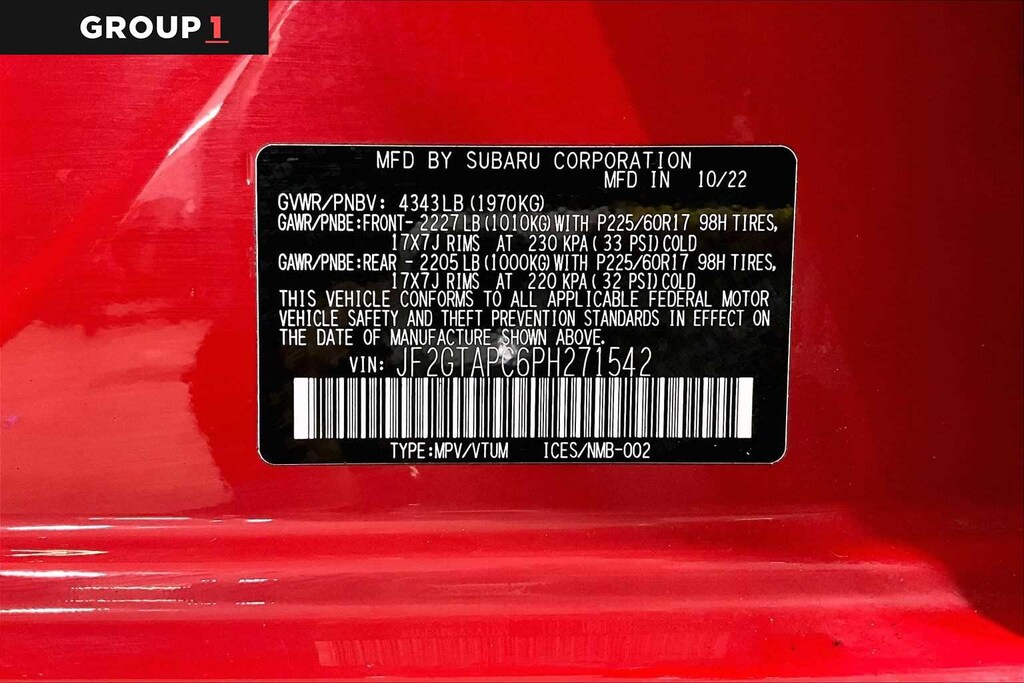 GROUP 1
MFD BY SUBARU CORPORATION
MFD IN 10/22
GVWR/PNBV: 4343LB (1970KG)
GAWR/PNBE:FRONT- 2227LB (1010KG) WITH P225/60R17 98H TIRES,
17X7J RIMS AT 230 KPA ( 33 PSI) COLD
GAWR/PNBE:REAR - 2205LB (1000KG) WITH P225/60R17 98H TIRES,
17X7J RIMS AT 220 KPA ( 32 PSI) COLD
THIS VEHICLE CONFORMS TO ALL APPLICABLE FEDERAL MOTOR
VEHICLE SAFETY AND THEFT PREVENTION STANDARDS IN EFFECT ON
THE DATE OF MANUFACTURE SHOWN ABOVE.
VIN: JF2GTAPC6PH271542
TYPE:MPV/VTUM ICES/NMB-002